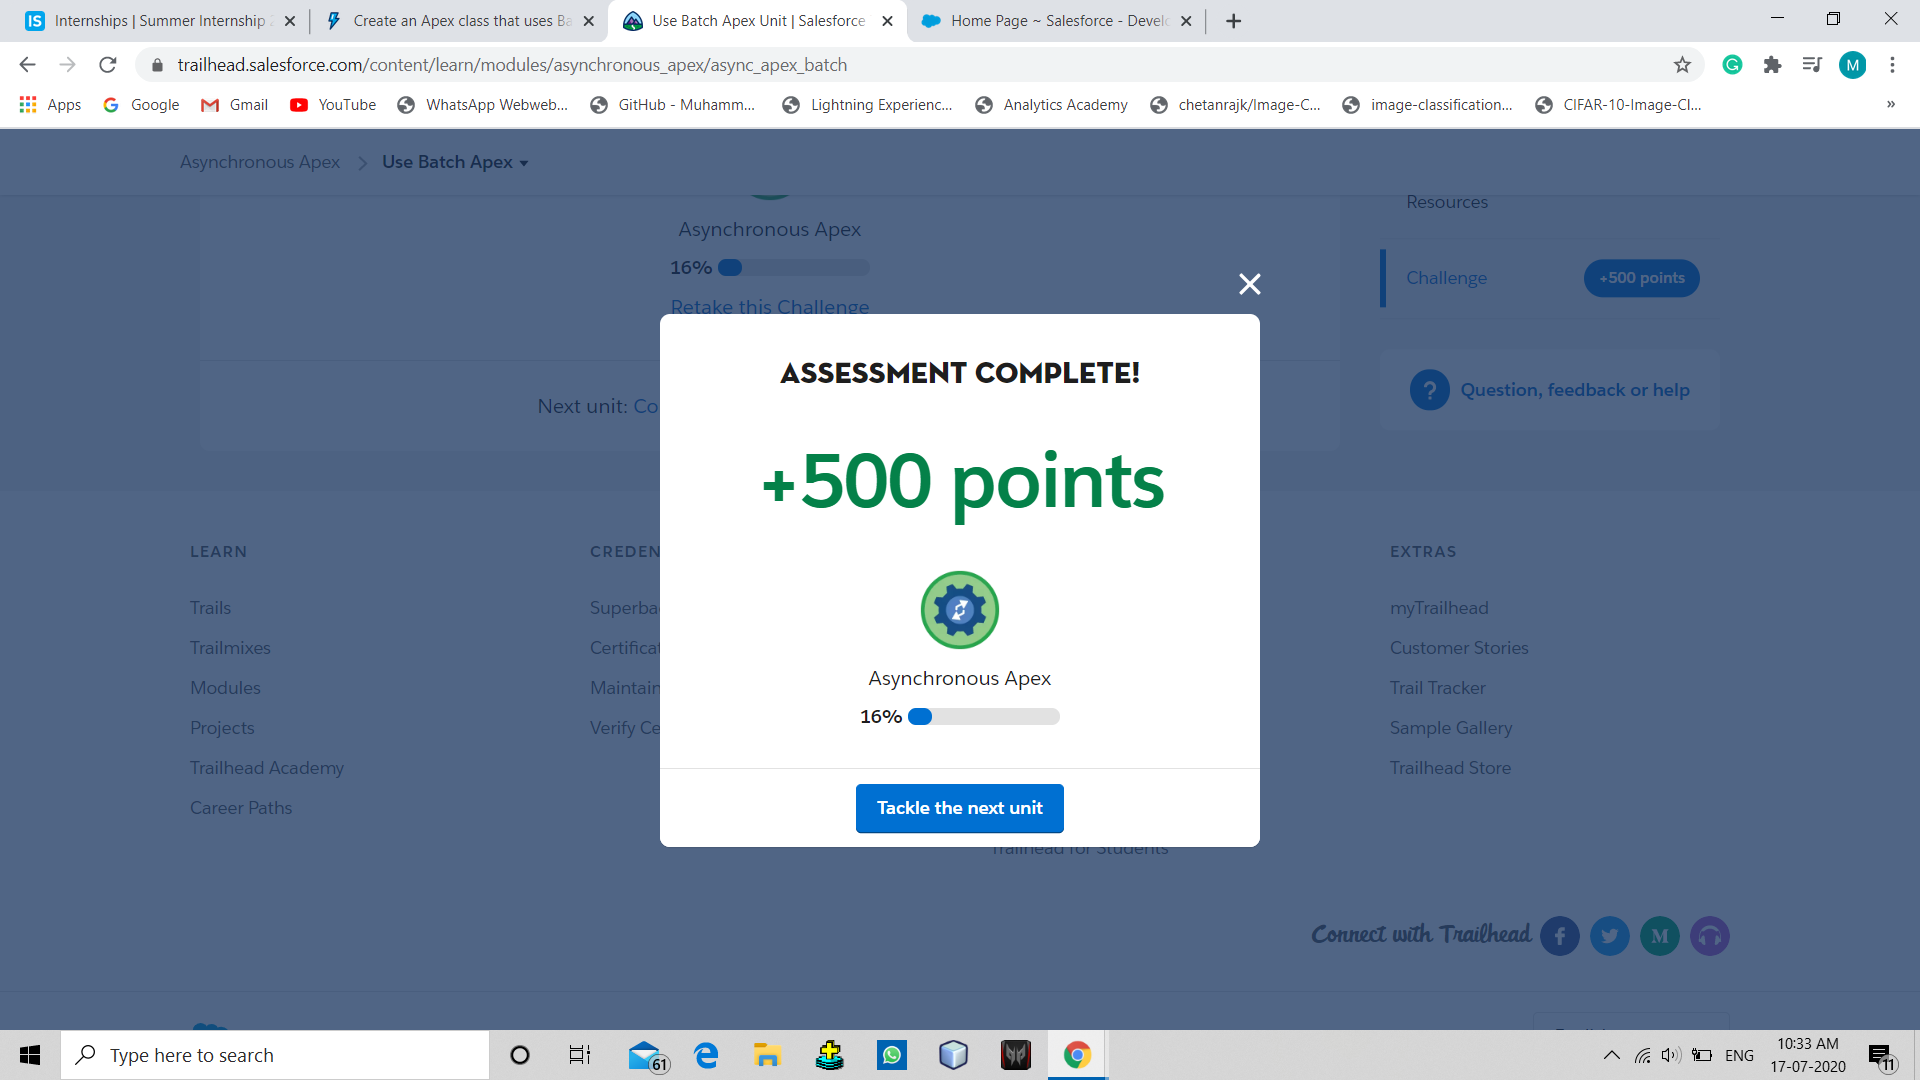 IS Internships | Summer Internship 2
Create an Apex class that uses Ba
Use Batch Apex Unit | Salesforce
Home Page ~ Salesforce - Develo
trailhead.salesforce.com/content/learn/modules/asynchronous_apex/async_apex_batch
M
Apps
Google
Gmail
YouTube
WhatsApp Webweb...
GitHub - Muhamm...
Lightning Experienc...
Analytics Academy
chetanrajk/Image-C...
image-classification...
CIFAR-10-Image-Cl...
»
Asynchronous Apex > Use Batch Apex
Resources
Asynchronous Apex
16%
Retake this Challenge
Challenge
+500 points
Next unit: Co
? Question, feedback or help
ASSESSMENT COMPLETE!
+500 points
Asynchronous Apex
16%
Tackle the next unit
LEARN
Trails
Trailmixes
Modules
Projects
Trailhead Academy
Career Paths
CREDEN
Superba
Certificat
Maintain
Verify Ce
Trailhead for Students
EXTRAS
myTrailhead
Customer Stories
Trail Tracker
Sample Gallery
Trailhead Store
Connect with Trailhead
Type here to search
61
ENG
10:33 AM
17-07-2020
11